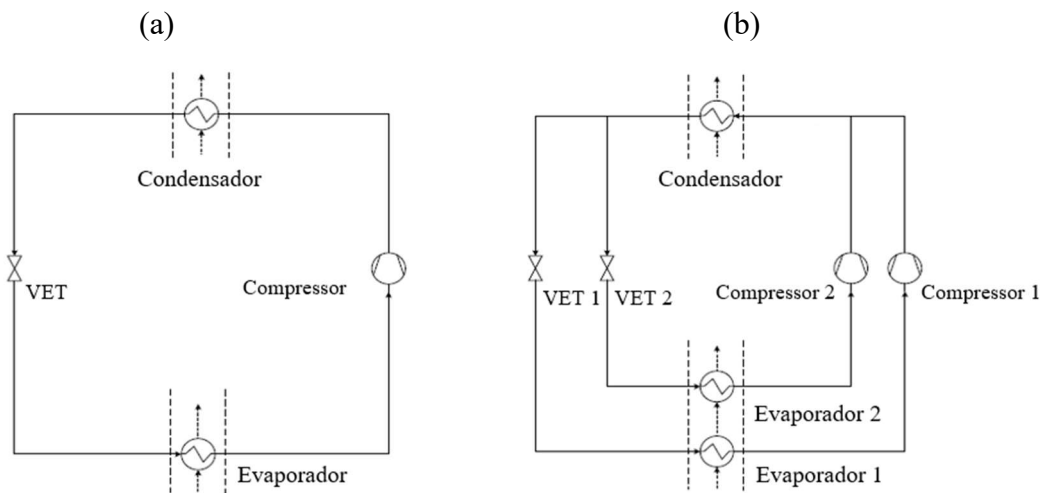 (a)
Condensador
VET
Compressor
Evaporador
(b)
Condensador
VET 1
VET 2
Compressor 2
Compressor 1
Evaporador 2
Evaporador 1